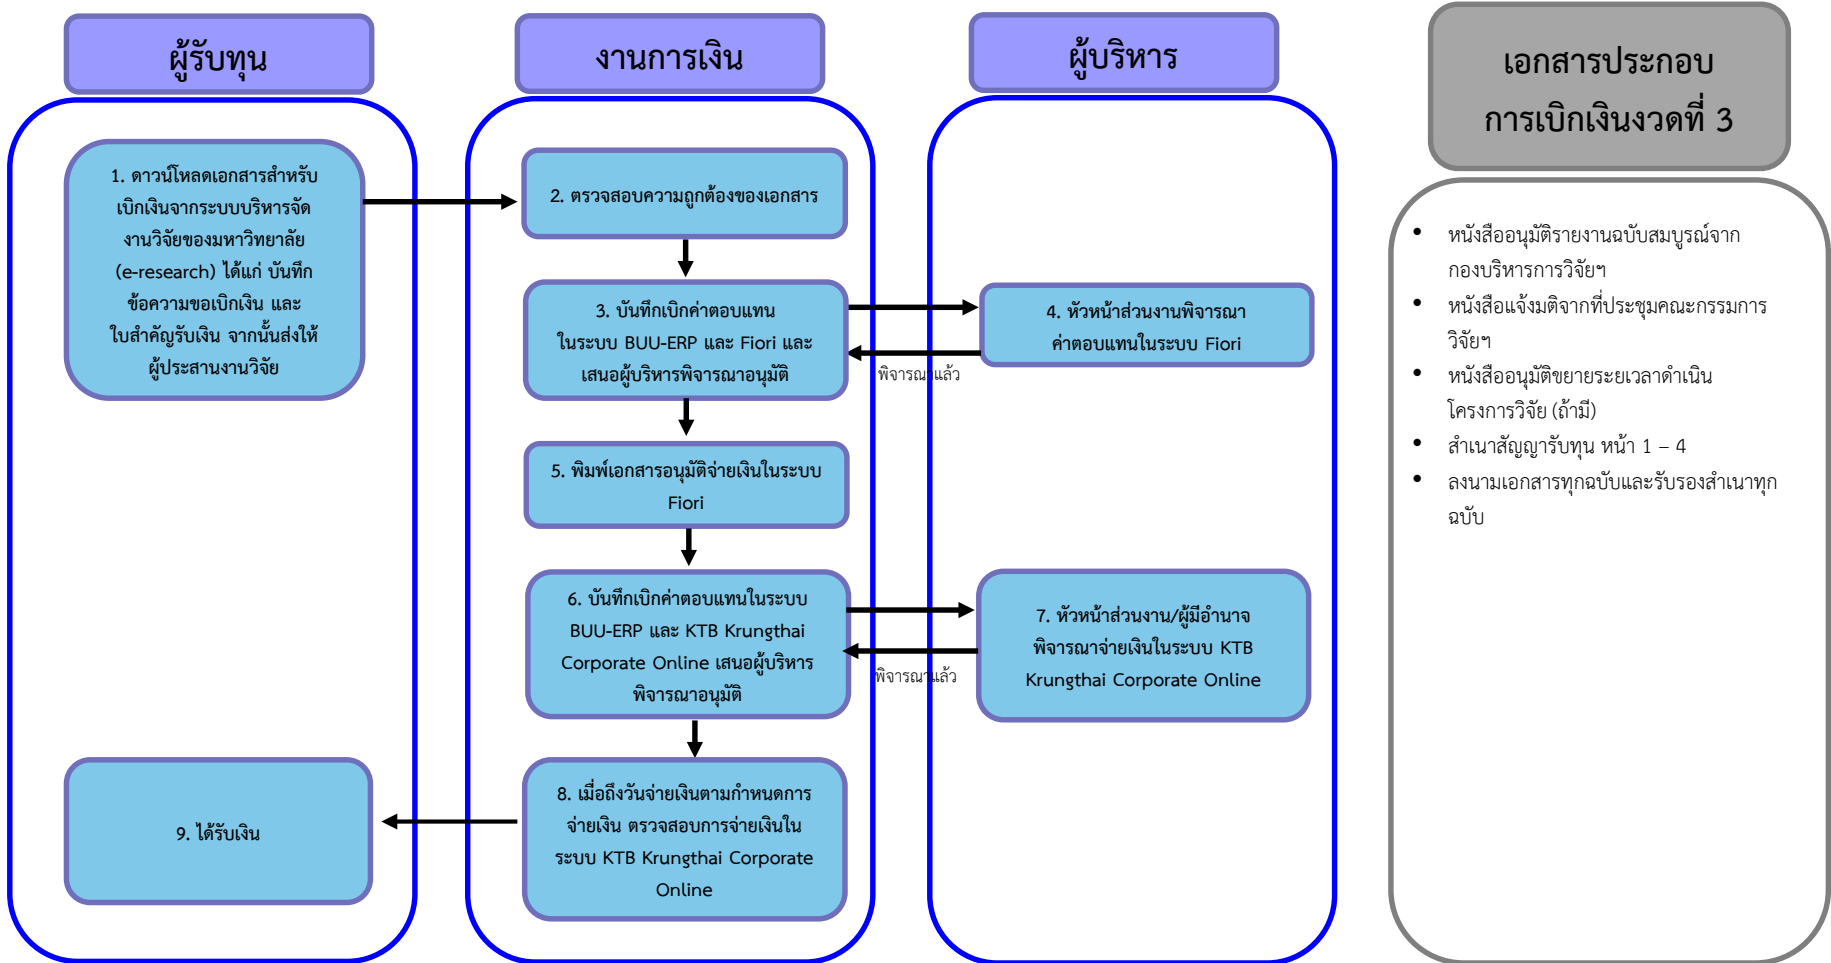 ผู้รับทุน
งานการเงิน
ผู้บริหาร
เอกสารประกอบ
การเบิกเงินงวดที่ 3
1. ดาวน์โหลดเอกสารสำหรับ
เบิกเงินจากระบบบริหารจัด
งานวิจัยของมหาวิทยาลัย
(e-research) ได้แก่ บันทึก
ข้อความขอเบิกเงิน และ
ใบสำคัญรับเงิน จากนั้นส่งให้
ผู้ประสานงานวิจัย
2. ตรวจสอบความถูกต้องของเอกสาร
3. บันทึกเบิกค่าตอบแทน
ในระบบ BUU-ERP และ Fiori และ
เสนอผู้บริหารพิจารณาอนุมัติ
4. หัวหน้าส่วนงานพิจารณา
ค่าตอบแทนในระบบ Fiori
พิจารณาแล้ว
5. พิมพ์เอกสารอนุมัติจ่ายเงินในระบบ
Fiori
6. บันทึกเบิกค่าตอบแทนในระบบ
BUU-ERP และ KTB Krungthai
Corporate Online เสนอผู้บริหาร
พิจารณาอนุมัติ
7. หัวหน้าส่วนงาน/ผู้มีอำนาจ
พิจารณาจ่ายเงินในระบบ KTB
Krungthai Corporate Online
พิจารณาแล้ว
8. เมื่อถึงวันจ่ายเงินตามกำหนดการ
จ่ายเงิน ตรวจสอบการจ่ายเงินใน
ระบบ KTB Krungthai Corporate
Online
9. ได้รับเงิน
• หนังสืออนุมัติรายงานฉบับสมบูรณ์จาก
กองบริหารการวิจัยฯ
• หนังสือแจ้งมติจากที่ประชุมคณะกรรมการ
วิจัยฯ
• หนังสืออนุมัติขยายระยเวลาดำเนิน
โครงการวิจัย (ถ้ามี)
• สำเนาสัญญารับทุน หน้า 1 – 4
• ลงนามเอกสารทุกฉบับและรับรองสำเนาทุก
ฉบับ